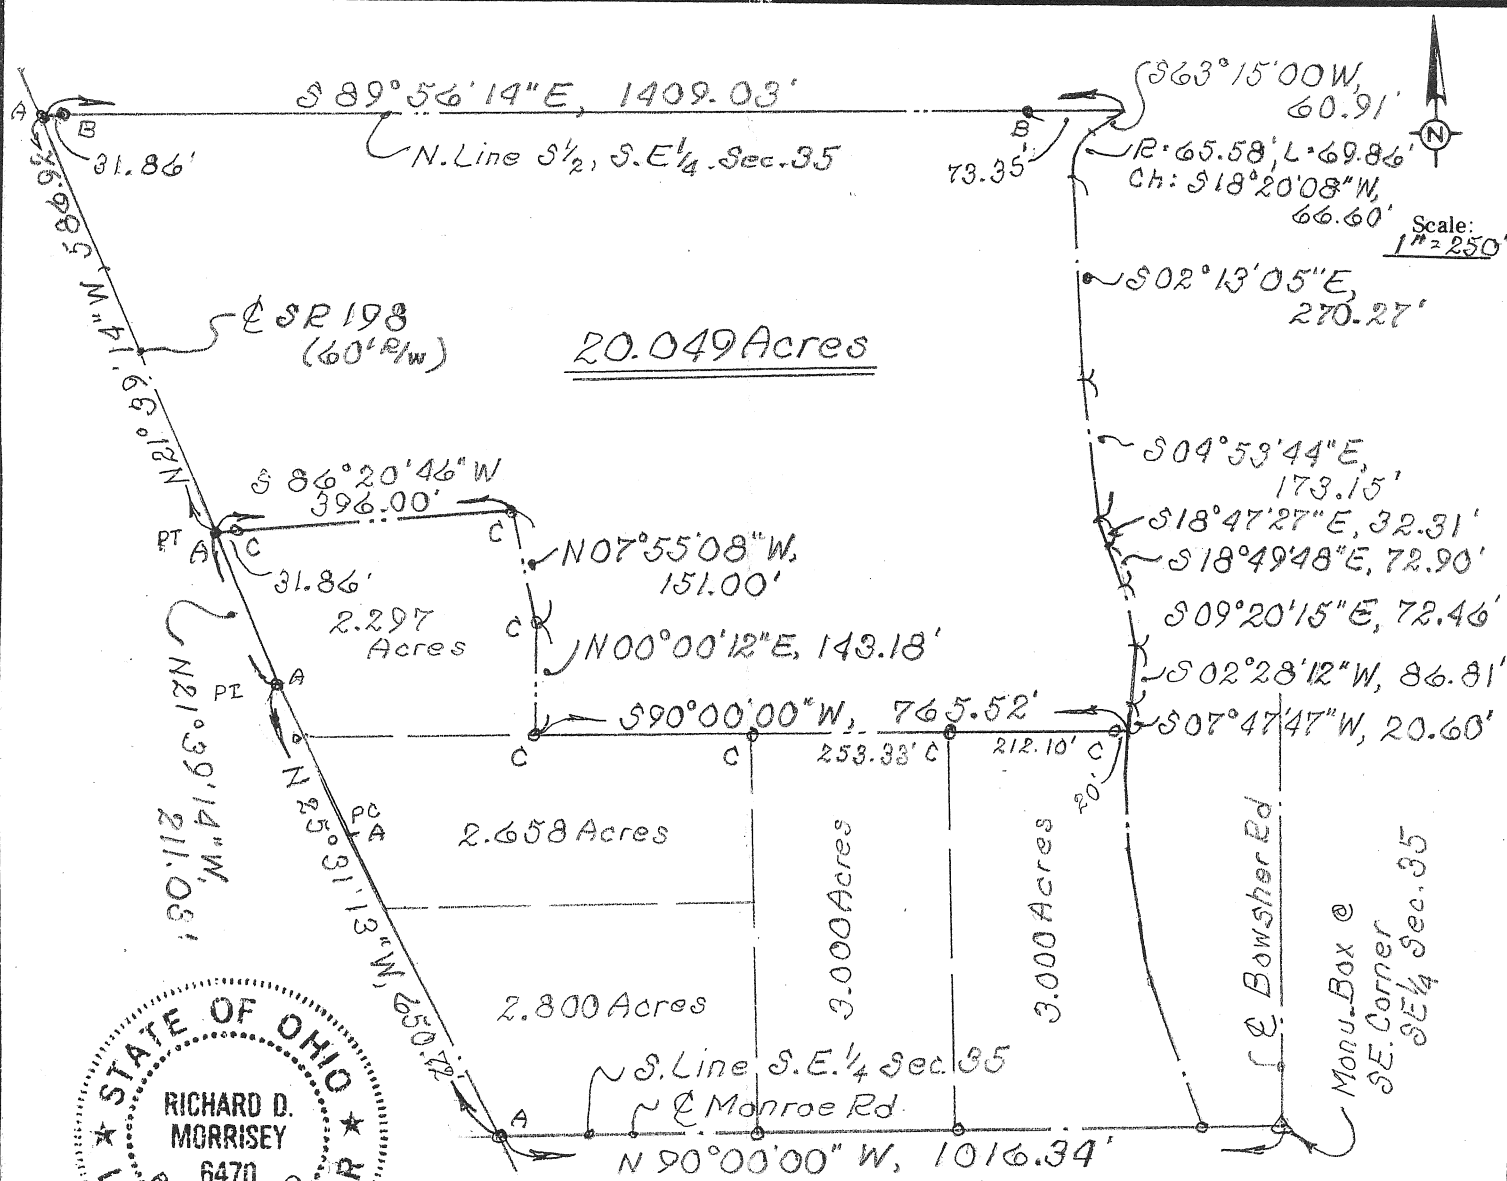 S 89°56'14"E, 1409.03'
S63°15'00W,
60.91'
A
B
B
31.86'
N.Line S½, S.E¼.Sec.35
73.35'
R=65.58', L=69.86'
Ch: S18°20'08"W,
66.60'
N
Scale:
1"=250'
N21°39'14"W 586.92
S02°13'05"E,
270.27'
₵ SR 198
(60' R/W)
20.049 Acres
S04°53'44"E,
173.15'
S 86°20'46"W
396.00'
S18°47'27"E, 32.31'
PT
A
C
C
N07°55'08"W,
151.00'
S18°49'48"E, 72.90'
31.86'
2.297
Acres
S09°20'15"E, 72.46'
C
N00°00'12"E, 143.18'
PI
A
N21°39'14"W,
211.08'
S02°28'12"W, 86.81'
S90°00'00"W, 765.52'
S07°47'47"W, 20.60'
C
C
253.33'
C
212.10'
C
20'
PC
A
N 25°31'13"W, 650.72
2.658 Acres
3.000 Acres
3.000 Acres
₵ Bowsher Rd
Monu. Box @
SE. Corner
SE¼ Sec. 35
2.800 Acres
STATE OF OHIO
RICHARD D.
MORRISEY
6470
S.Line S.E.¼ Sec.35
₵ Monroe Rd.
A
N 90°00'00" W, 1016.34'